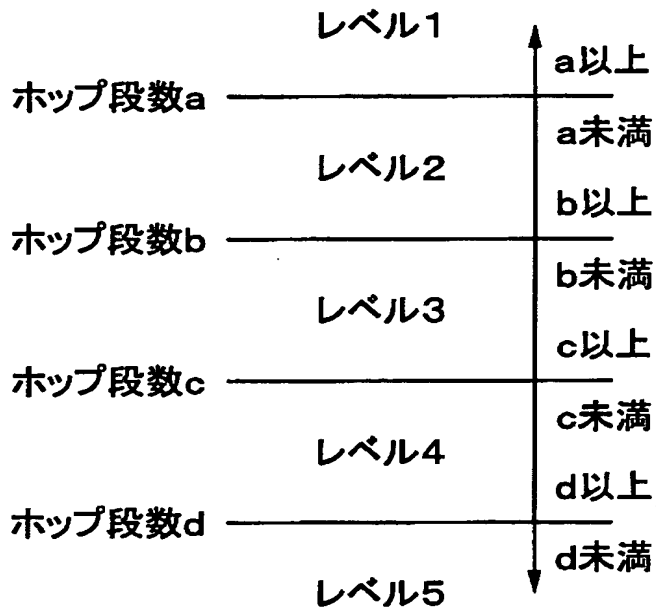 レベル1
a以上
ホップ段数a
a未満
レベル2
b以上
ホップ段数b
b未満
レベル3
c以上
ホップ段数c
c未満
レベル4
d以上
ホップ段数d
d未満
レベル5